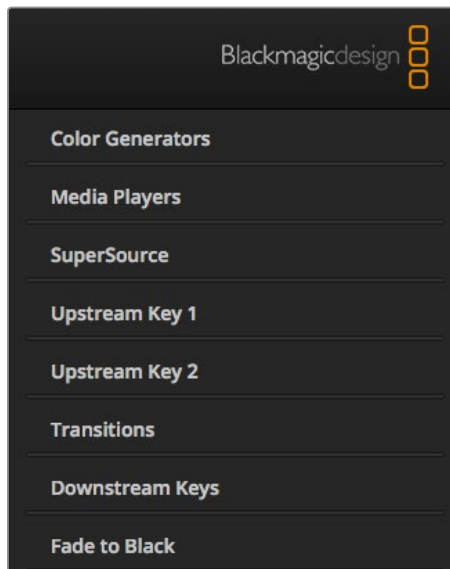 Blackmagicdesign
Color Generators
Media Players
SuperSource
Upstream Key 1
Upstream Key 2
Transitions
Downstream Keys
Fade to Black